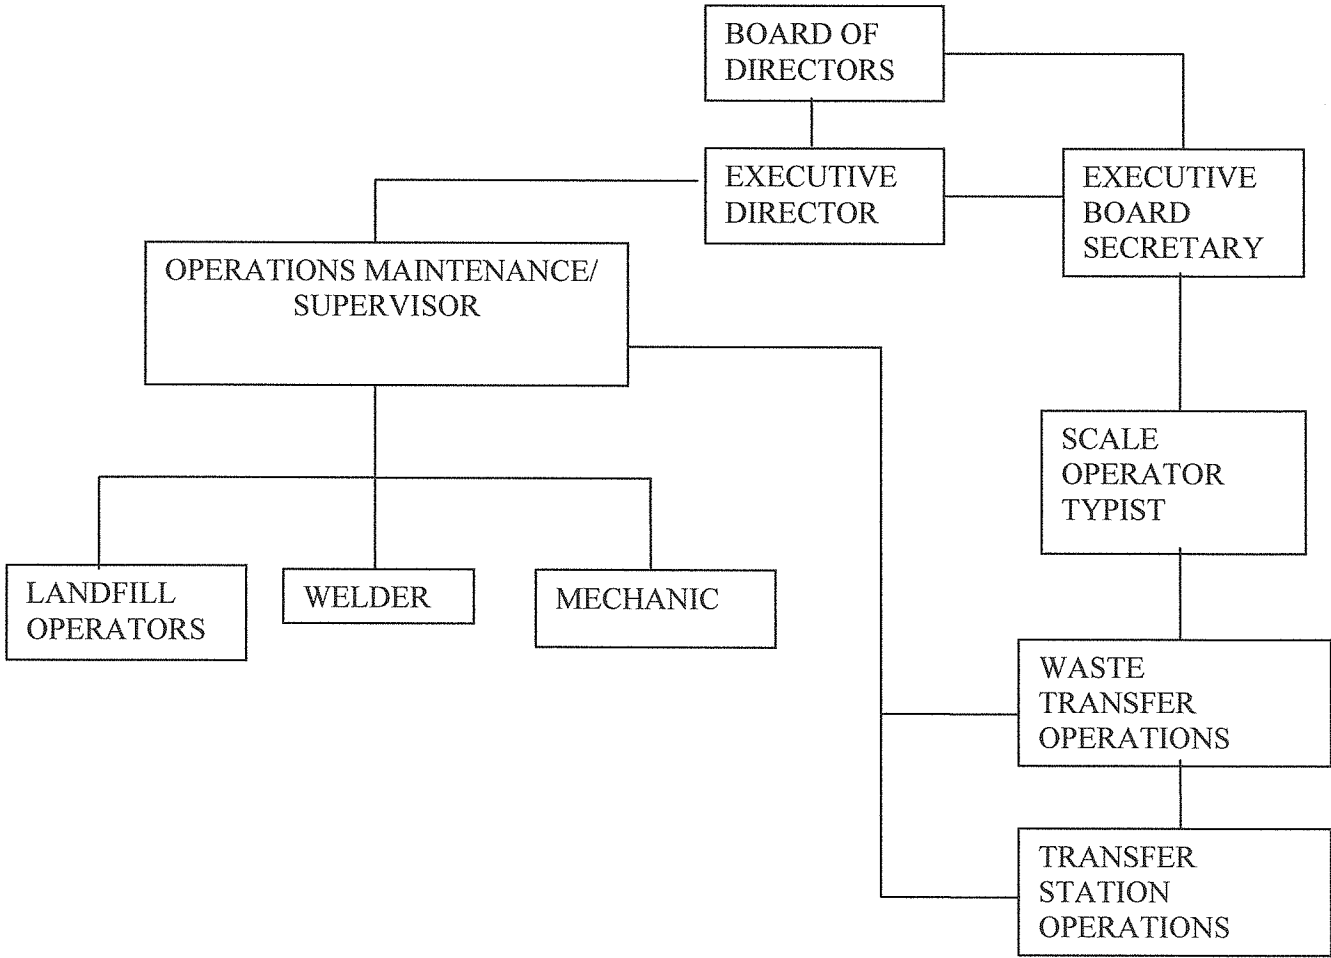 BOARD OF
DIRECTORS
EXECUTIVE
DIRECTOR
EXECUTIVE
BOARD
SECRETARY
OPERATIONS MAINTENANCE/
SUPERVISOR
SCALE
OPERATOR
TYPIST
LANDFILL
OPERATORS
WELDER
MECHANIC
WASTE
TRANSFER
OPERATIONS
TRANSFER
STATION
OPERATIONS